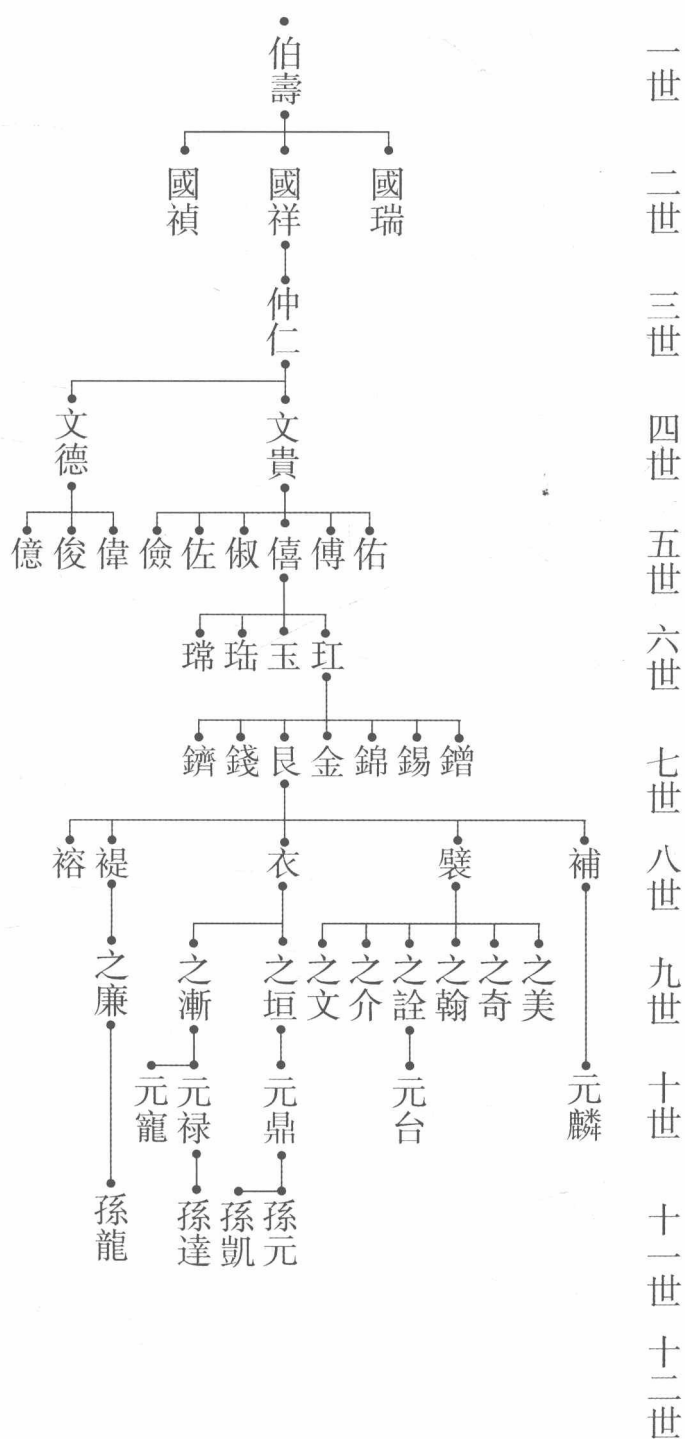 一世
伯壽
二世
國瑞
國祥
國禎
三世
仲仁
四世
文貴
文德
五世
佑
傅
僖
俶
佐
儉
偉
俊
億
六世
玒
玉
珤
瑺
七世
鏳
錫
錦
金
艮
錢
鑇
八世
補
襞
衣
褆
褣
九世
之美
之奇
之翰
之詮
之介
之文
之垣
之漸
之廉
十世
元麟
元台
元鼎
元禄
元寵
十一世
孫元
孫凱
孫達
孫龍
十二世